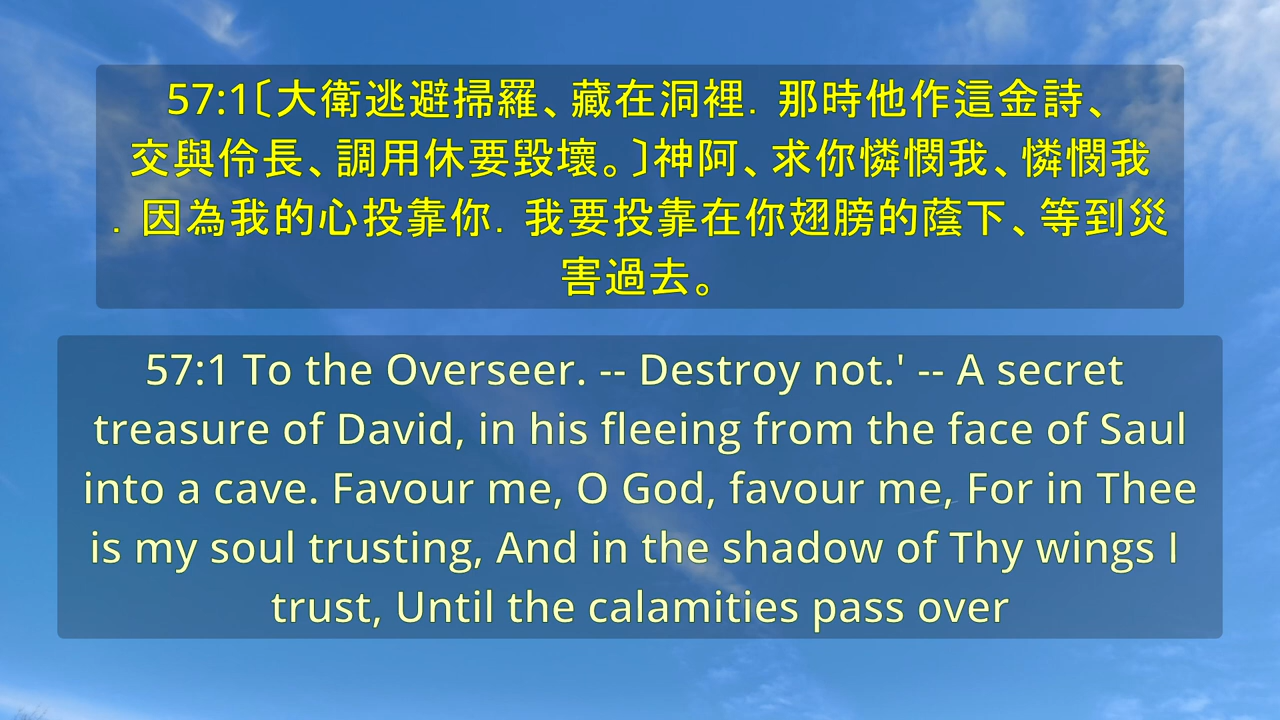 57:1〔大衛逃避掃羅、藏在洞裡．那時他作這金詩、
交與伶長、調用休要毀壞。〕神阿、求你憐憫我、憐憫我
．因為我的心投靠你．我要投靠在你翅膀的蔭下、等到災
害過去。
57:1 To the Overseer. -- Destroy not.' -- A secret
treasure of David, in his fleeing from the face of Saul
into a cave. Favour me, O God, favour me, For in Thee
is my soul trusting, And in the shadow of Thy wings I
trust, Until the calamities pass over